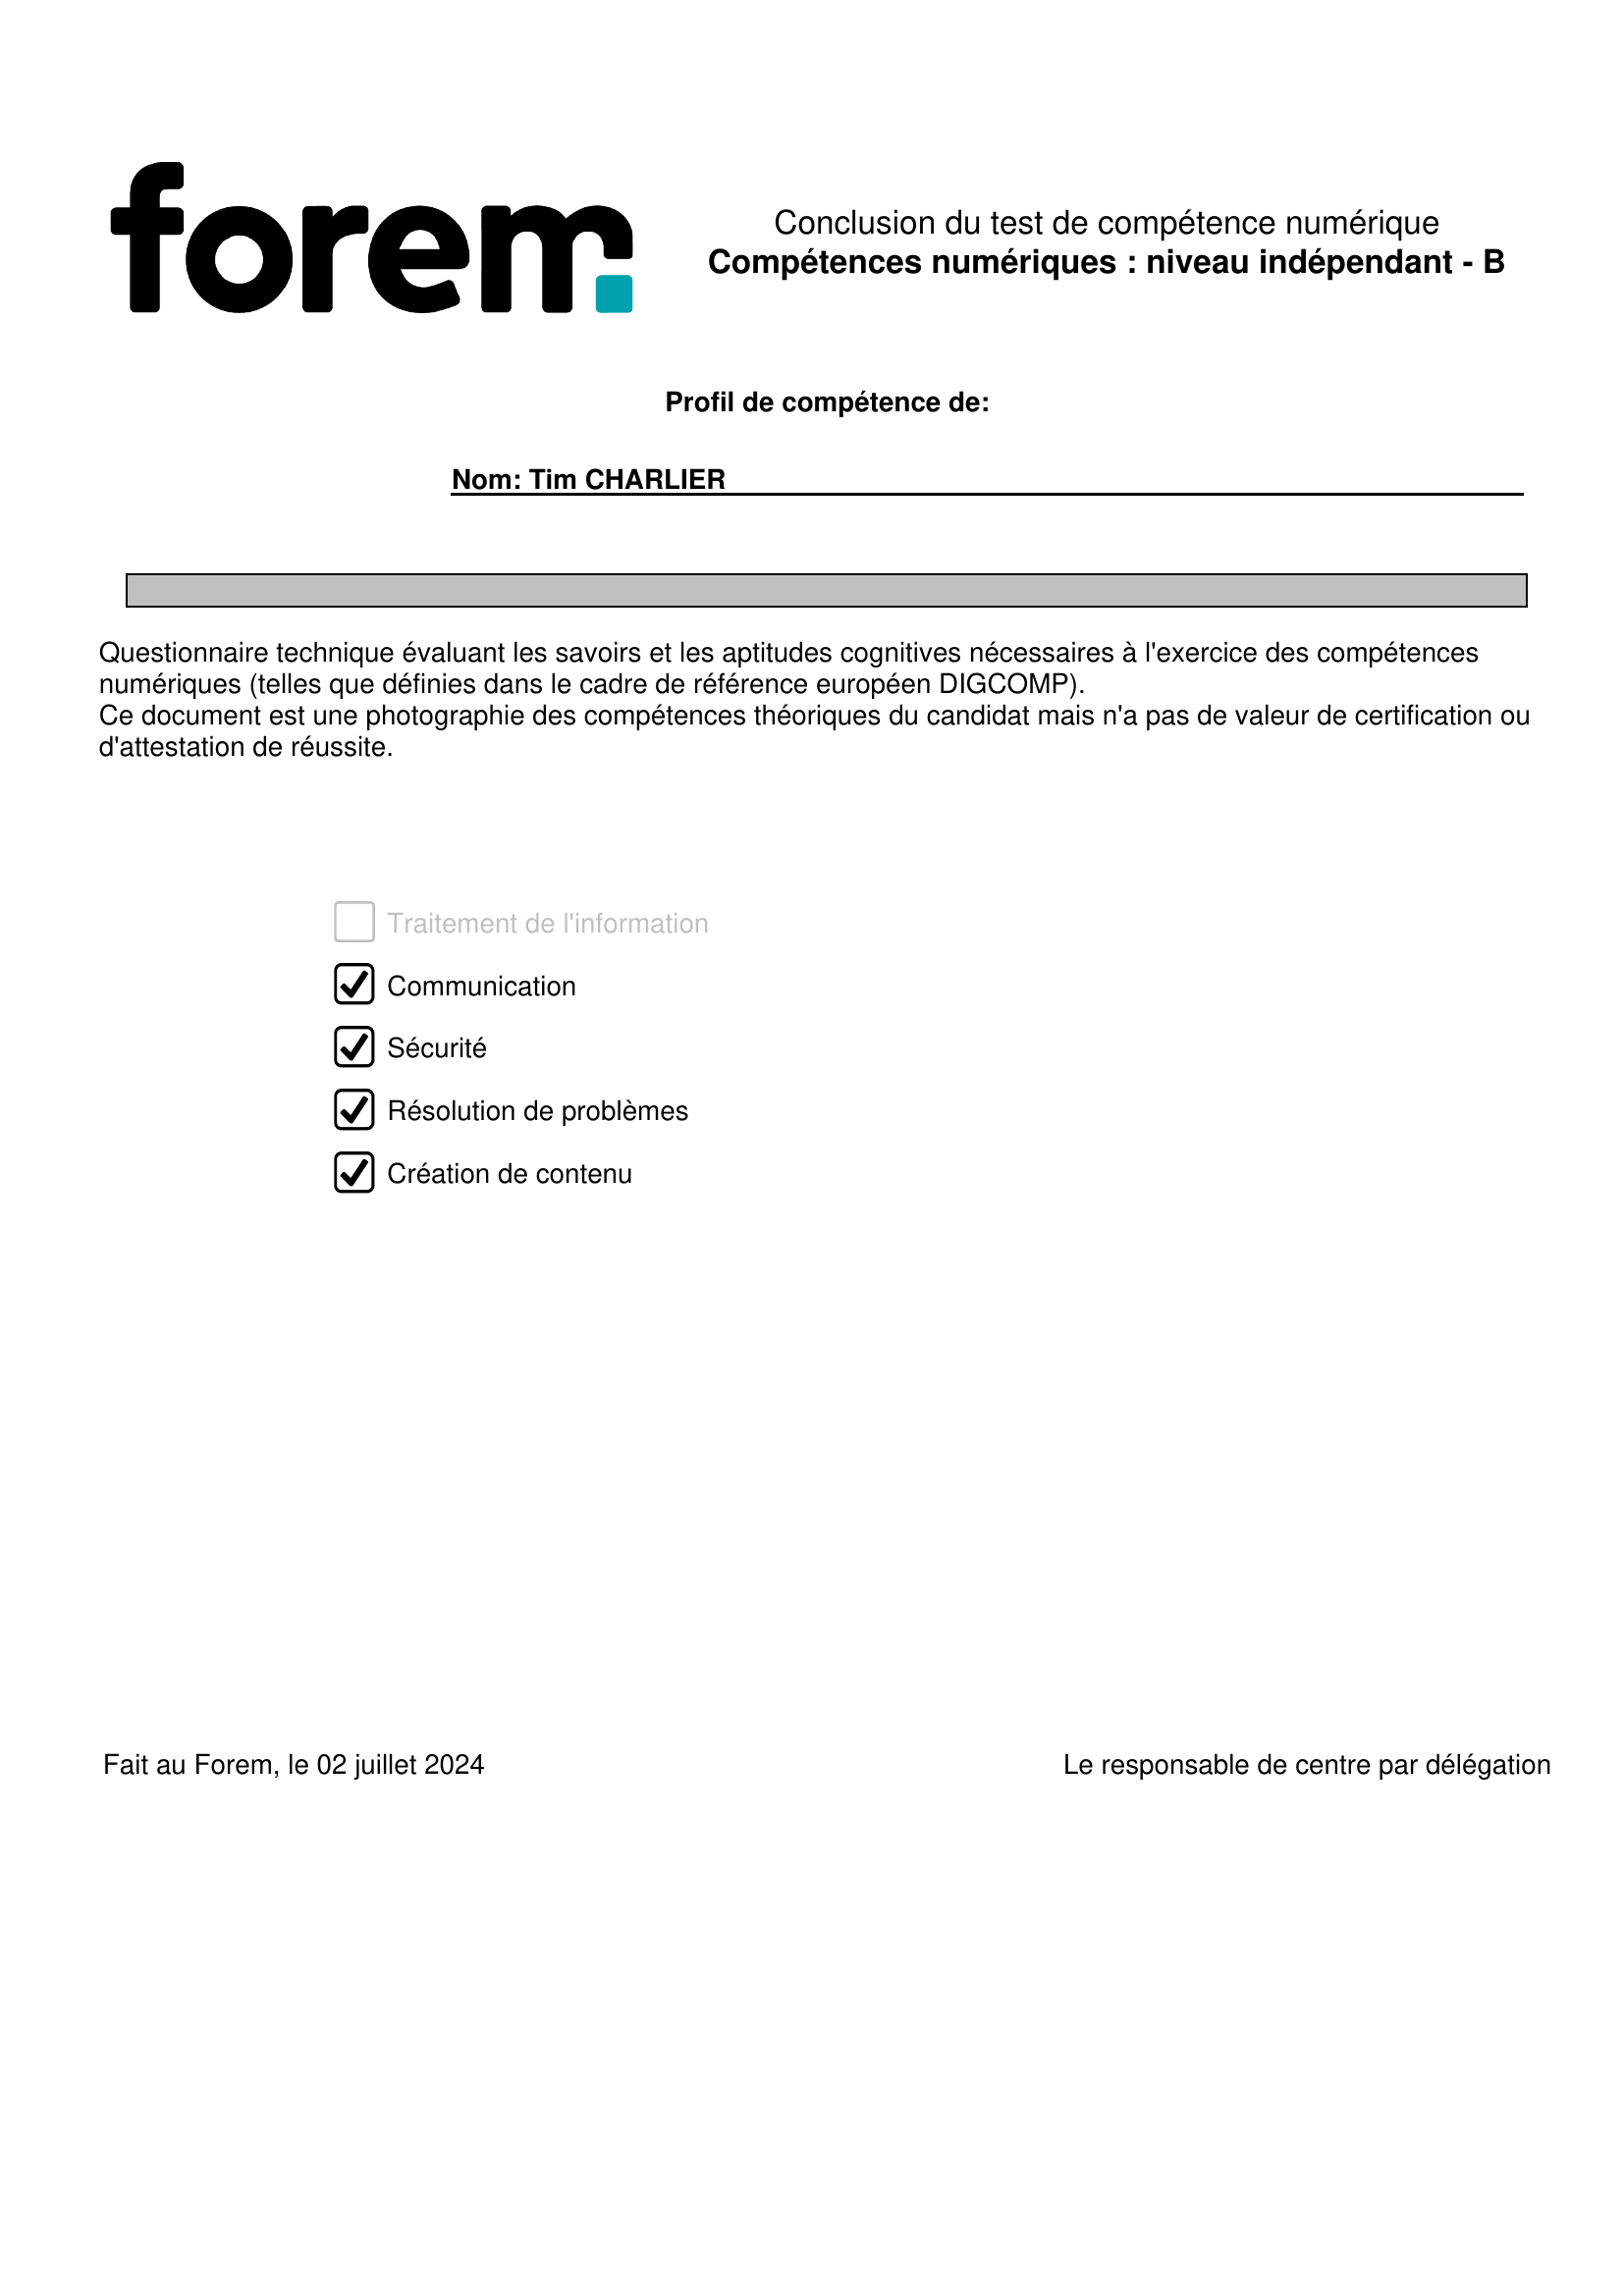 forem
Conclusion du test de compétence numérique
Compétences numériques : niveau indépendant - B
Profil de compétence de:
Nom: Tim CHARLIER
Questionnaire technique évaluant les savoirs et les aptitudes cognitives nécessaires à l'exercice des compétences
numériques (telles que définies dans le cadre de référence européen DIGCOMP).
Ce document est une photographie des compétences théoriques du candidat mais n'a pas de valeur de certification ou
d'attestation de réussite.
Traitement de l'information
Communication
Sécurité
Résolution de problèmes
Création de contenu
Fait au Forem, le 02 juillet 2024
Le responsable de centre par délégation